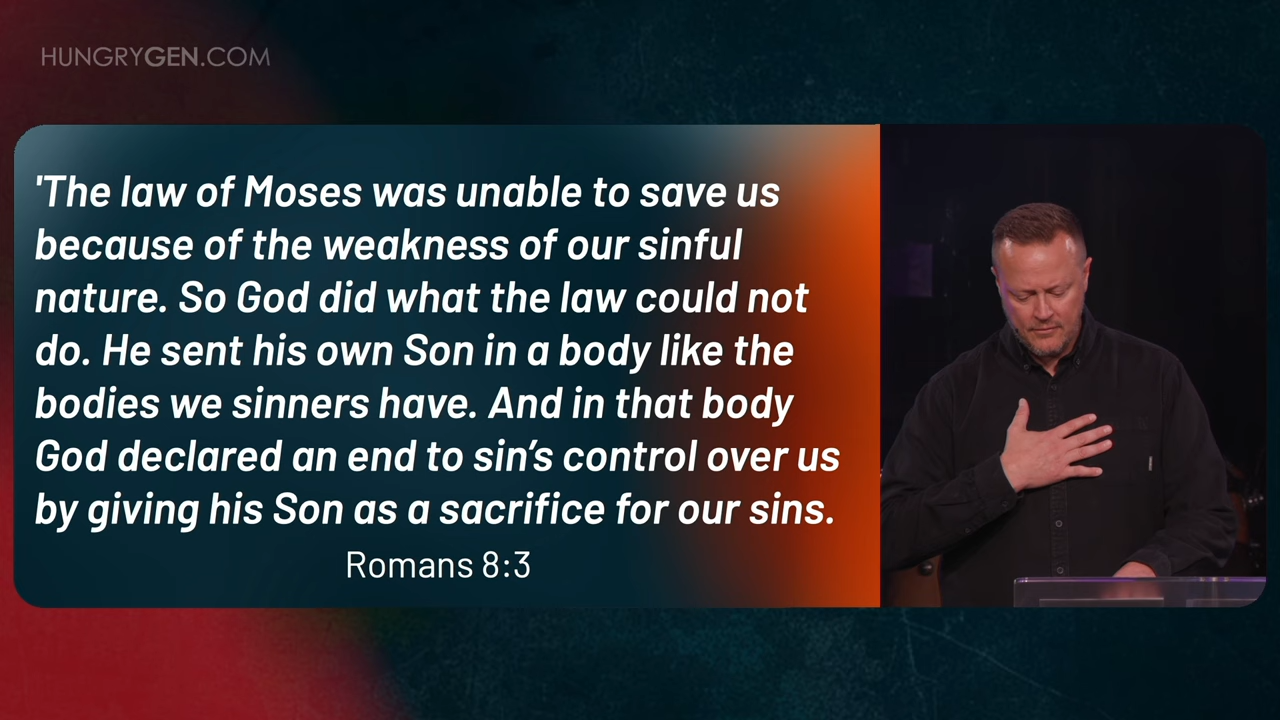 HUNGRYGEN.COM
'The law of Moses was unable to save us
because of the weakness of our sinful
nature. So God did what the law could not
do. He sent his own Son in a body like the
bodies we sinners have. And in that body
God declared an end to sin’s control over us
by giving his Son as a sacrifice for our sins.
Romans 8:3